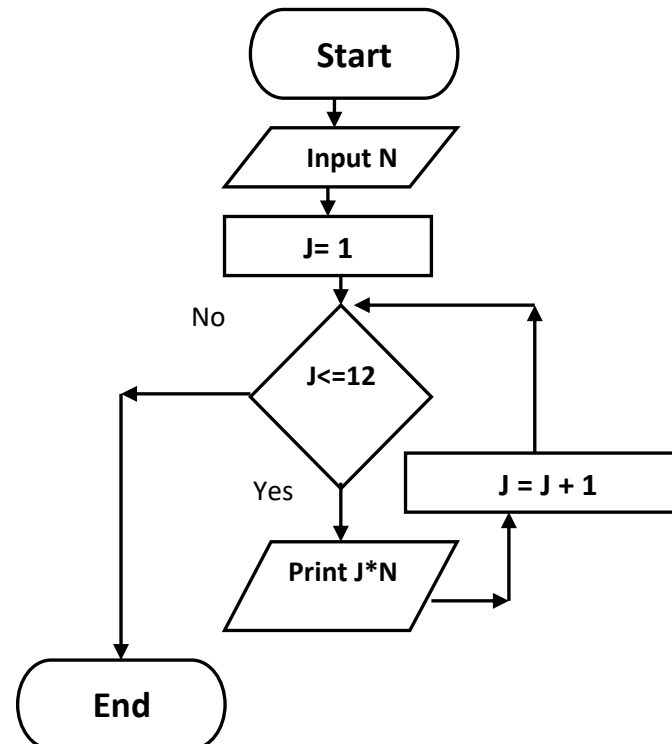 Start
Input N
J= 1
No
J<=12
Yes
J = J + 1
Print J*N
End